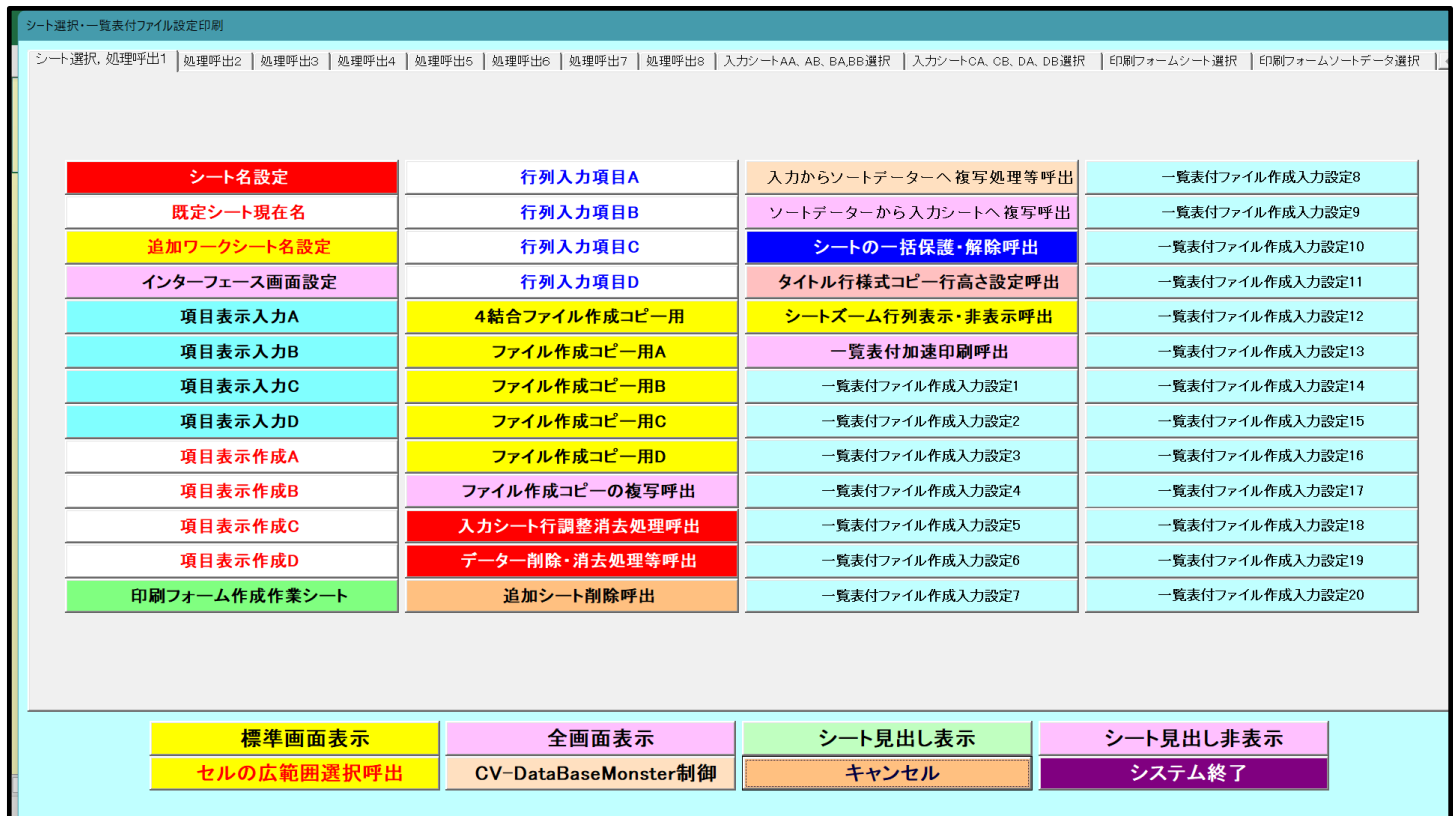 シート選択・一覧表付ファイル設定印刷
シート選択, 処理呼出1 処理呼出2 処理呼出3 処理呼出4 処理呼出5 処理呼出6 処理呼出7 処理呼出8 入力シートAA、AB、BA,BB選択 入力シートCA、CB、DA、DB選択 印刷フォームシート選択 印刷フォームソートデータ選択
シート名設定 行列入力項目A 入力からソートデーターへ複写処理等呼出 一覧表付ファイル作成入力設定8
既定シート現在名 行列入力項目B ソートデーターから入力シートへ複写呼出 一覧表付ファイル作成入力設定9
追加ワークシート名設定 行列入力項目C シートの一括保護・解除呼出 一覧表付ファイル作成入力設定10
インターフェース画面設定 行列入力項目D タイトル行様式コピー行高さ設定呼出 一覧表付ファイル作成入力設定11
項目表示入力A 4結合ファイル作成コピー用 シートズーム行列表示・非表示呼出 一覧表付ファイル作成入力設定12
項目表示入力B ファイル作成コピー用A 一覧表付加速印刷呼出 一覧表付ファイル作成入力設定13
項目表示入力C ファイル作成コピー用B 一覧表付ファイル作成入力設定1 一覧表付ファイル作成入力設定14
項目表示入力D ファイル作成コピー用C 一覧表付ファイル作成入力設定2 一覧表付ファイル作成入力設定15
項目表示作成A ファイル作成コピー用D 一覧表付ファイル作成入力設定3 一覧表付ファイル作成入力設定16
項目表示作成B ファイル作成コピーの複写呼出 一覧表付ファイル作成入力設定4 一覧表付ファイル作成入力設定17
項目表示作成C 入力シート行調整消去処理呼出 一覧表付ファイル作成入力設定5 一覧表付ファイル作成入力設定18
項目表示作成D データー削除・消去処理等呼出 一覧表付ファイル作成入力設定6 一覧表付ファイル作成入力設定19
印刷フォーム作成作業シート 追加シート削除呼出 一覧表付ファイル作成入力設定7 一覧表付ファイル作成入力設定20
標準画面表示 全画面表示 シート見出し表示 シート見出し非表示
セルの広範囲選択呼出 CV-DataBaseMonster制御 キャンセル システム終了